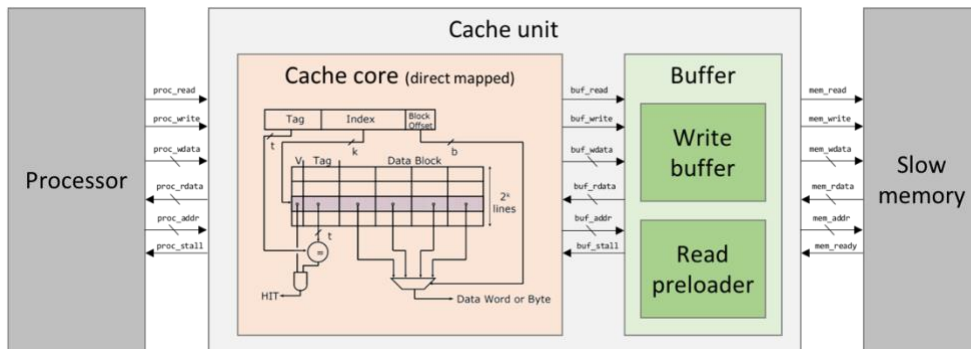 Cache unit
Processor
proc_read
proc_write
proc_wdata
proc_rdata
proc_addr
proc_stall
Cache core (direct mapped)
Tag
Index
Block
Offset
t
k
b
V
Tag
Data Block
2ᵏ
lines
t
=
HIT
Data Word or Byte
buf_read
buf_write
buf_wdata
buf_rdata
buf_addr
buf_stall
Buffer
Write
buffer
Read
preloader
mem_read
mem_write
mem_wdata
mem_rdata
mem_addr
mem_ready
Slow
memory